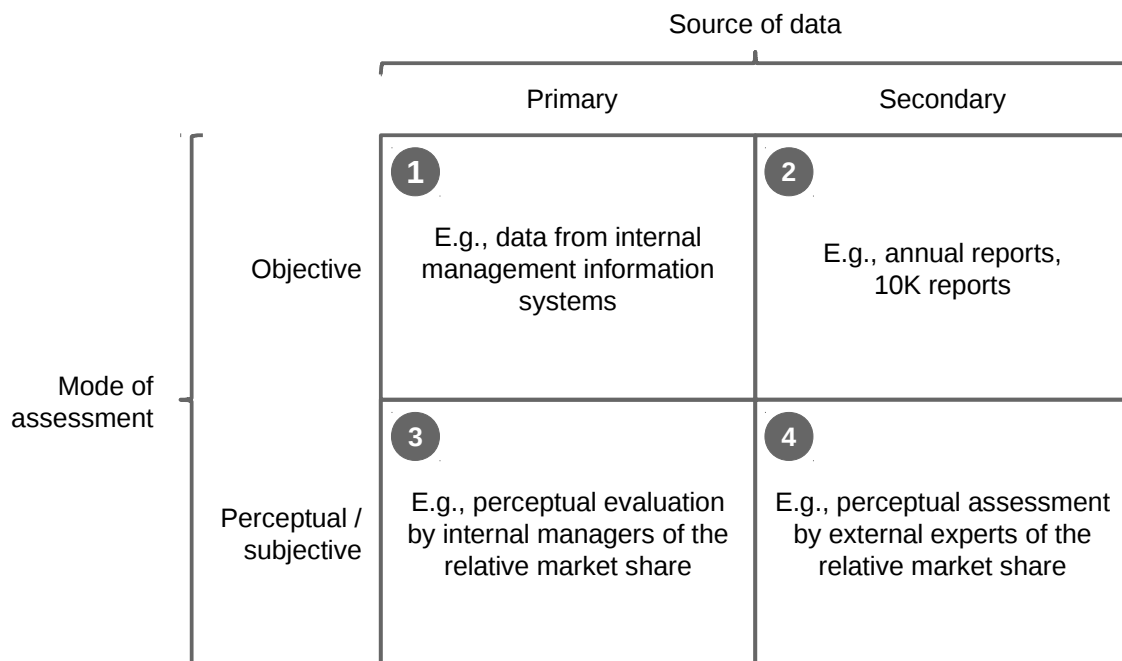 Source of data
Primary
Secondary
1
2
E.g., data from internal
management information
systems
E.g., annual reports,
10K reports
Objective
Mode of
assessment
3
4
E.g., perceptual evaluation
by internal managers of the
relative market share
E.g., perceptual assessment
by external experts of the
relative market share
Perceptual /
subjective